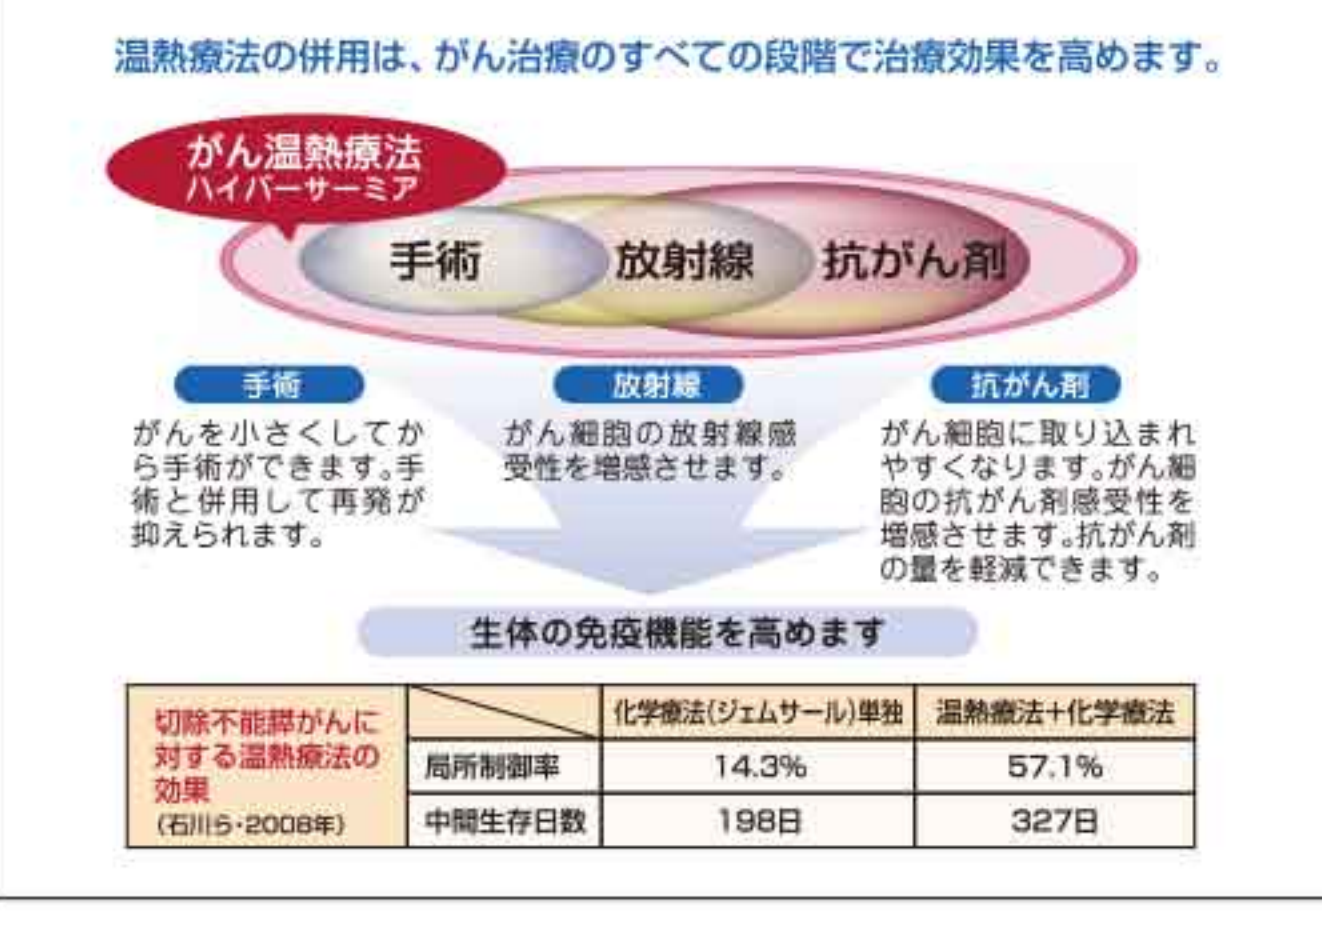 温熱療法の併用は、がん治療のすべての段階で治療効果を高めます。
がん温熱療法
ハイパーサーミア
手術
放射線
抗がん剤
手術
がんを小さくしてか
ら手術ができます。手
術と併用して再発が
抑えられます。
放射線
がん細胞の放射線感
受性を増感させます。
抗がん剤
がん細胞に取り込まれ
やすくなります。がん細
胞の抗がん剤感受性を
増感させます。抗がん剤
の量を軽減できます。
生体の免疫機能を高めます
切除不能膵がんに
対する温熱療法の
効果
(石川ら・2008年)
化学療法(ジェムサール)単独
温熱療法+化学療法
局所制御率
14.3%
57.1%
中間生存日数
198日
327日